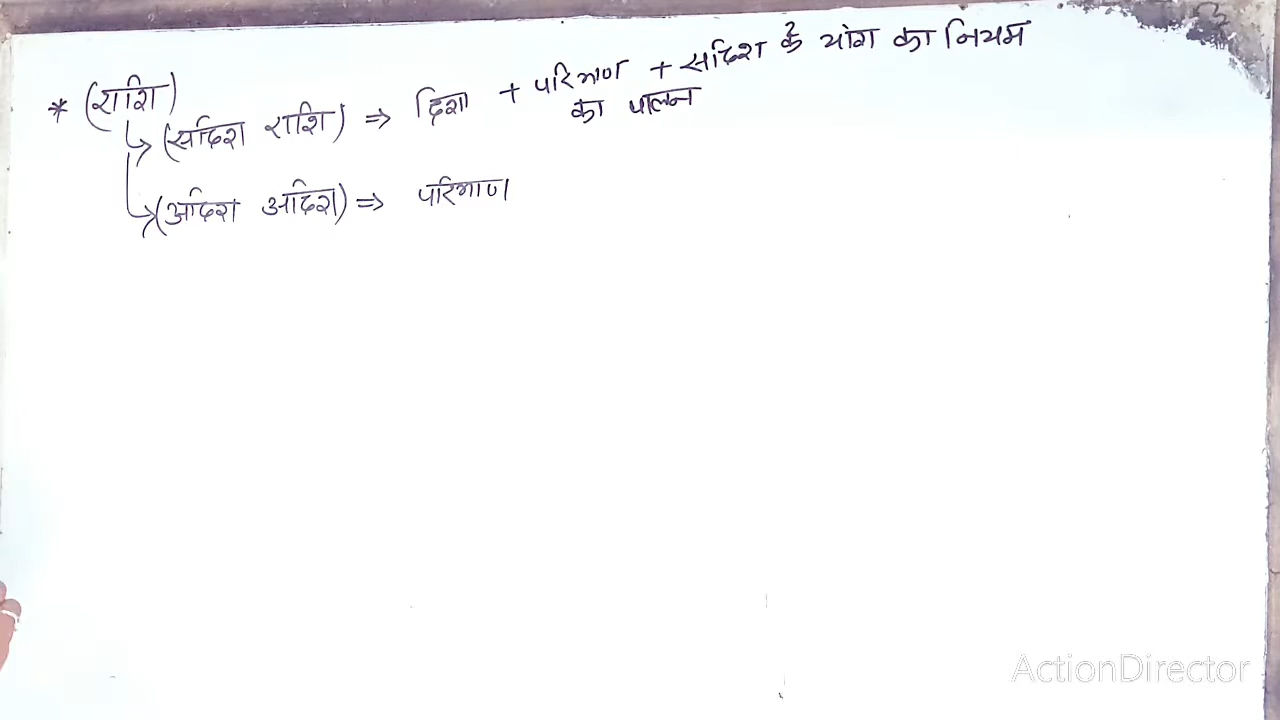 * (राशि)
↳ (सदिश राशि) ⇒ दिशा + परिमाण + सदिश के योग का नियम
का पालन
↳ (अदिश अदिश) ⇒ परिमाण
ActionDirector